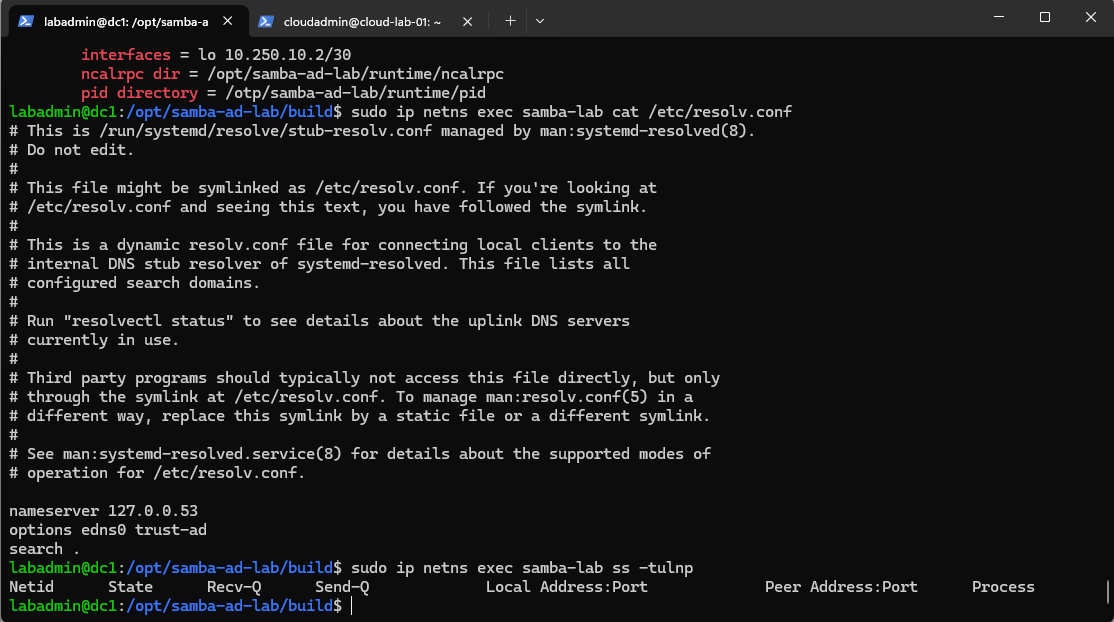 labadmin@dc1: /opt/samba-a
cloudadmin@cloud-lab-01: ~
interfaces = lo 10.250.10.2/30
ncalrpc dir = /opt/samba-ad-lab/runtime/ncalrpc
pid directory = /otp/samba-ad-lab/runtime/pid
labadmin@dc1:/opt/samba-ad-lab/build$ sudo ip netns exec samba-lab cat /etc/resolv.conf
# This is /run/systemd/resolve/stub-resolv.conf managed by man:systemd-resolved(8).
# Do not edit.
#
# This file might be symlinked as /etc/resolv.conf. If you're looking at
# /etc/resolv.conf and seeing this text, you have followed the symlink.
#
# This is a dynamic resolv.conf file for connecting local clients to the
# internal DNS stub resolver of systemd-resolved. This file lists all
# configured search domains.
#
# Run "resolvectl status" to see details about the uplink DNS servers
# currently in use.
#
# Third party programs should typically not access this file directly, but only
# through the symlink at /etc/resolv.conf. To manage man:resolv.conf(5) in a
# different way, replace this symlink by a static file or a different symlink.
#
# See man:systemd-resolved.service(8) for details about the supported modes of
# operation for /etc/resolv.conf.
nameserver 127.0.0.53
options edns0 trust-ad
search .
labadmin@dc1:/opt/samba-ad-lab/build$ sudo ip netns exec samba-lab ss -tulnp
Netid State Recv-Q Send-Q Local Address:Port Peer Address:Port Process
labadmin@dc1:/opt/samba-ad-lab/build$